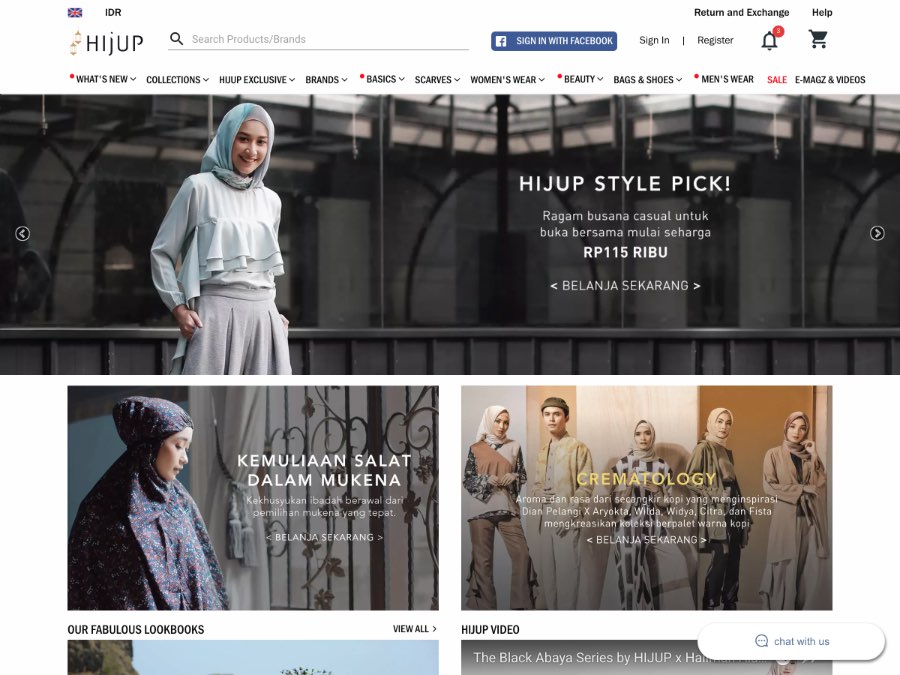 IDR
Return and Exchange
Help
HIJUP
Search Products/Brands
SIGN IN WITH FACEBOOK
Sign In | Register
3
WHAT'S NEW
COLLECTIONS
HIJUP EXCLUSIVE
BRANDS
BASICS
SCARVES
WOMEN'S WEAR
BEAUTY
BAGS & SHOES
MEN'S WEAR
SALE
E-MAGZ & VIDEOS
HIJUP STYLE PICK!
Ragam busana casual untuk
buka bersama mulai seharga
RP115 RIBU
< BELANJA SEKARANG >
KEMULIAAN SALAT
DALAM MUKENA
Kekhusyukan ibadah berawal dari
pemilihan mukena yang tepat.
< BELANJA SEKARANG >
CREMATOLOGY
Aroma dan rasa dari secangkir kopi yang menginspirasi
Dian Pelangi X Aryokta, Wilda, Widya, Citra, dan Fista
mengkreasikan koleksi berpalet warna kopi
< BELANJA SEKARANG >
OUR FABULOUS LOOKBOOKS
VIEW ALL >
HIJUP VIDEO
The Black Abaya Series by HIJUP x
chat with us